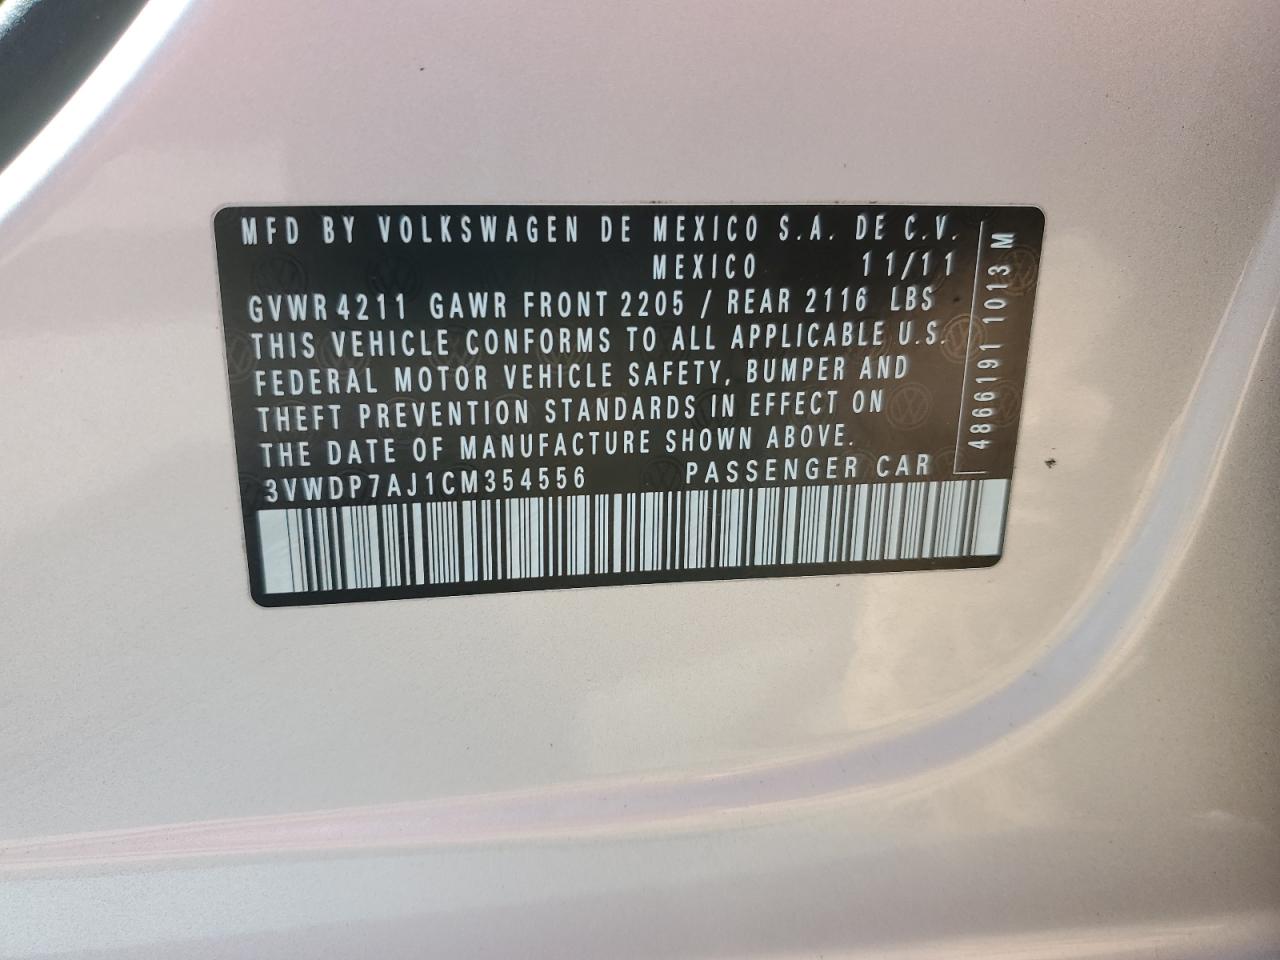 MFD BY VOLKSWAGEN DE MEXICO S.A. DE C.V.
MEXICO 11/11
GVWR 4211 GAWR FRONT 2205 / REAR 2116 LBS
THIS VEHICLE CONFORMS TO ALL APPLICABLE U.S.
FEDERAL MOTOR VEHICLE SAFETY, BUMPER AND
THEFT PREVENTION STANDARDS IN EFFECT ON
THE DATE OF MANUFACTURE SHOWN ABOVE.
3VWDP7AJ1CM354556 PASSENGER CAR
4866191 1013 M